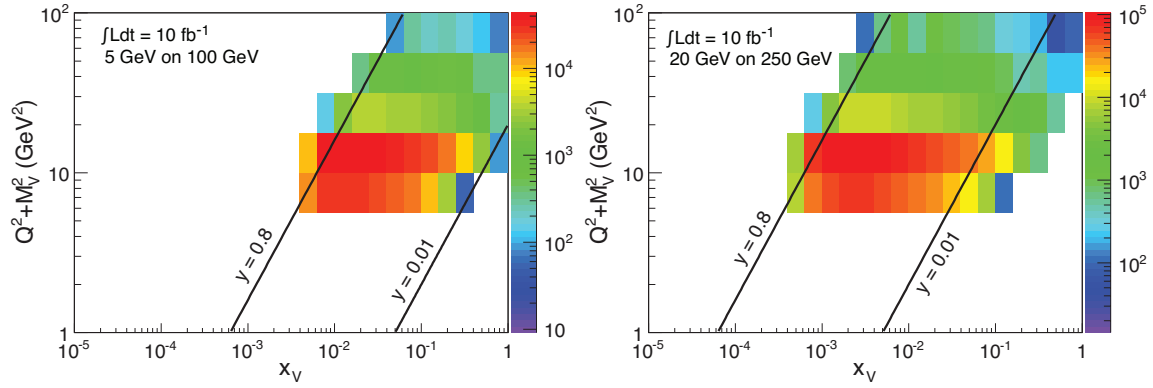 ∫Ldt = 10 fb⁻¹
5 GeV on 100 GeV
Q²+M²_V (GeV²)
10²
10
1
y = 0.8
y = 0.01
10⁻⁵
10⁻⁴
10⁻³
10⁻²
10⁻¹
1
x_V
10⁴
10³
10²
10
∫Ldt = 10 fb⁻¹
20 GeV on 250 GeV
Q²+M²_V (GeV²)
10²
10
1
y = 0.8
y = 0.01
10⁻⁵
10⁻⁴
10⁻³
10⁻²
10⁻¹
1
x_V
10⁵
10⁴
10³
10²